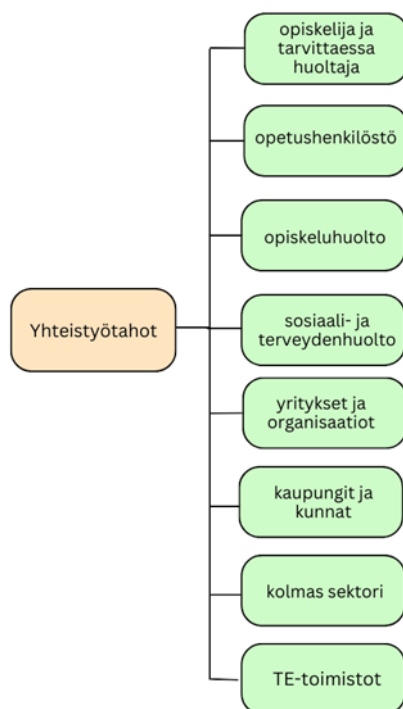 opiskelija ja
tarvittaessa
huoltaja
opetushenkilöstö
opiskeluhuolto
Yhteistyötahot
sosiaali- ja
terveydenhuolto
yritykset ja
organisaatiot
kaupungit ja
kunnat
kolmas sektori
TE-toimistot